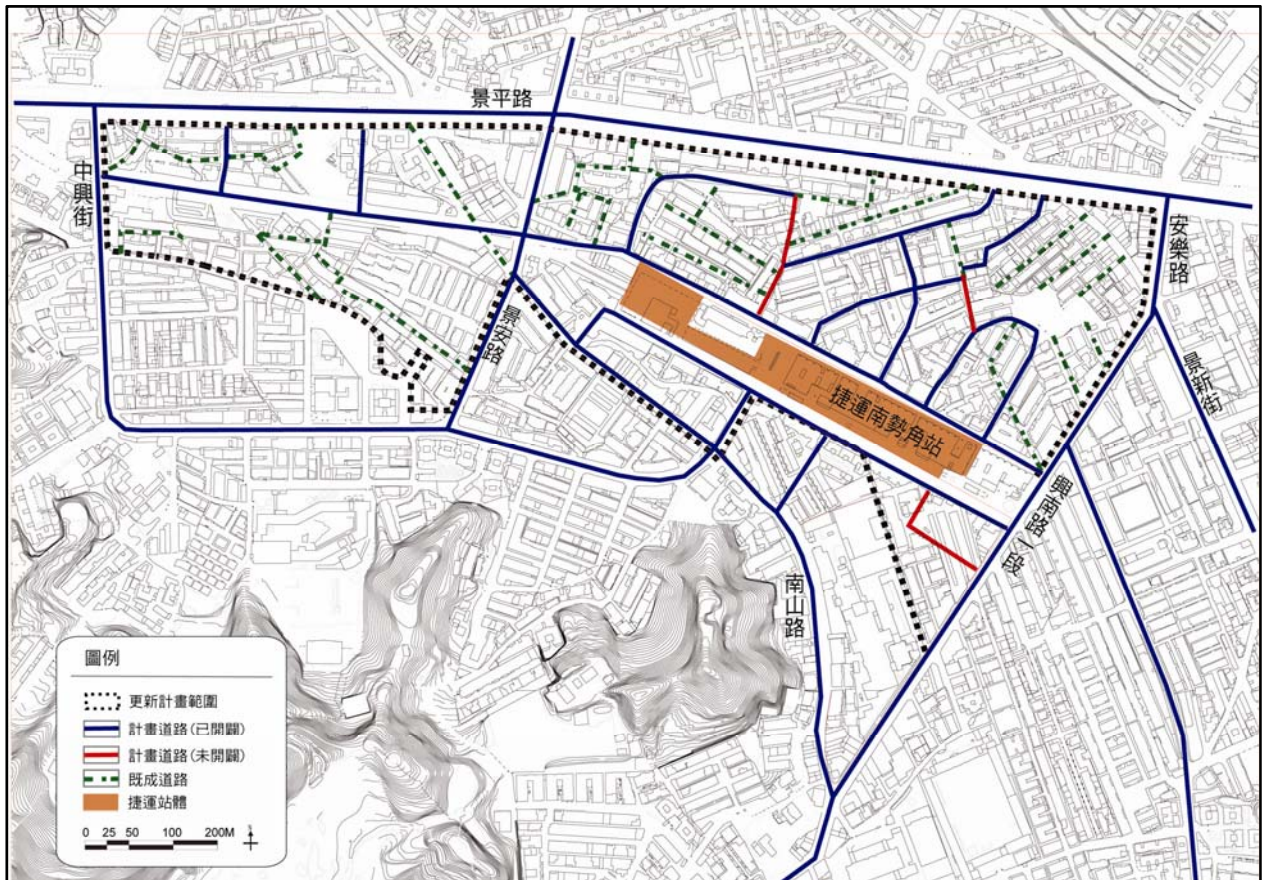 景平路
中興街
安樂路
景安路
景新街
捷運南勢角站
興南路一段
南山路
圖例
更新計畫範圍
計畫道路(已開闢)
計畫道路(未開闢)
既成道路
捷運站體
0 25 50 100 200M